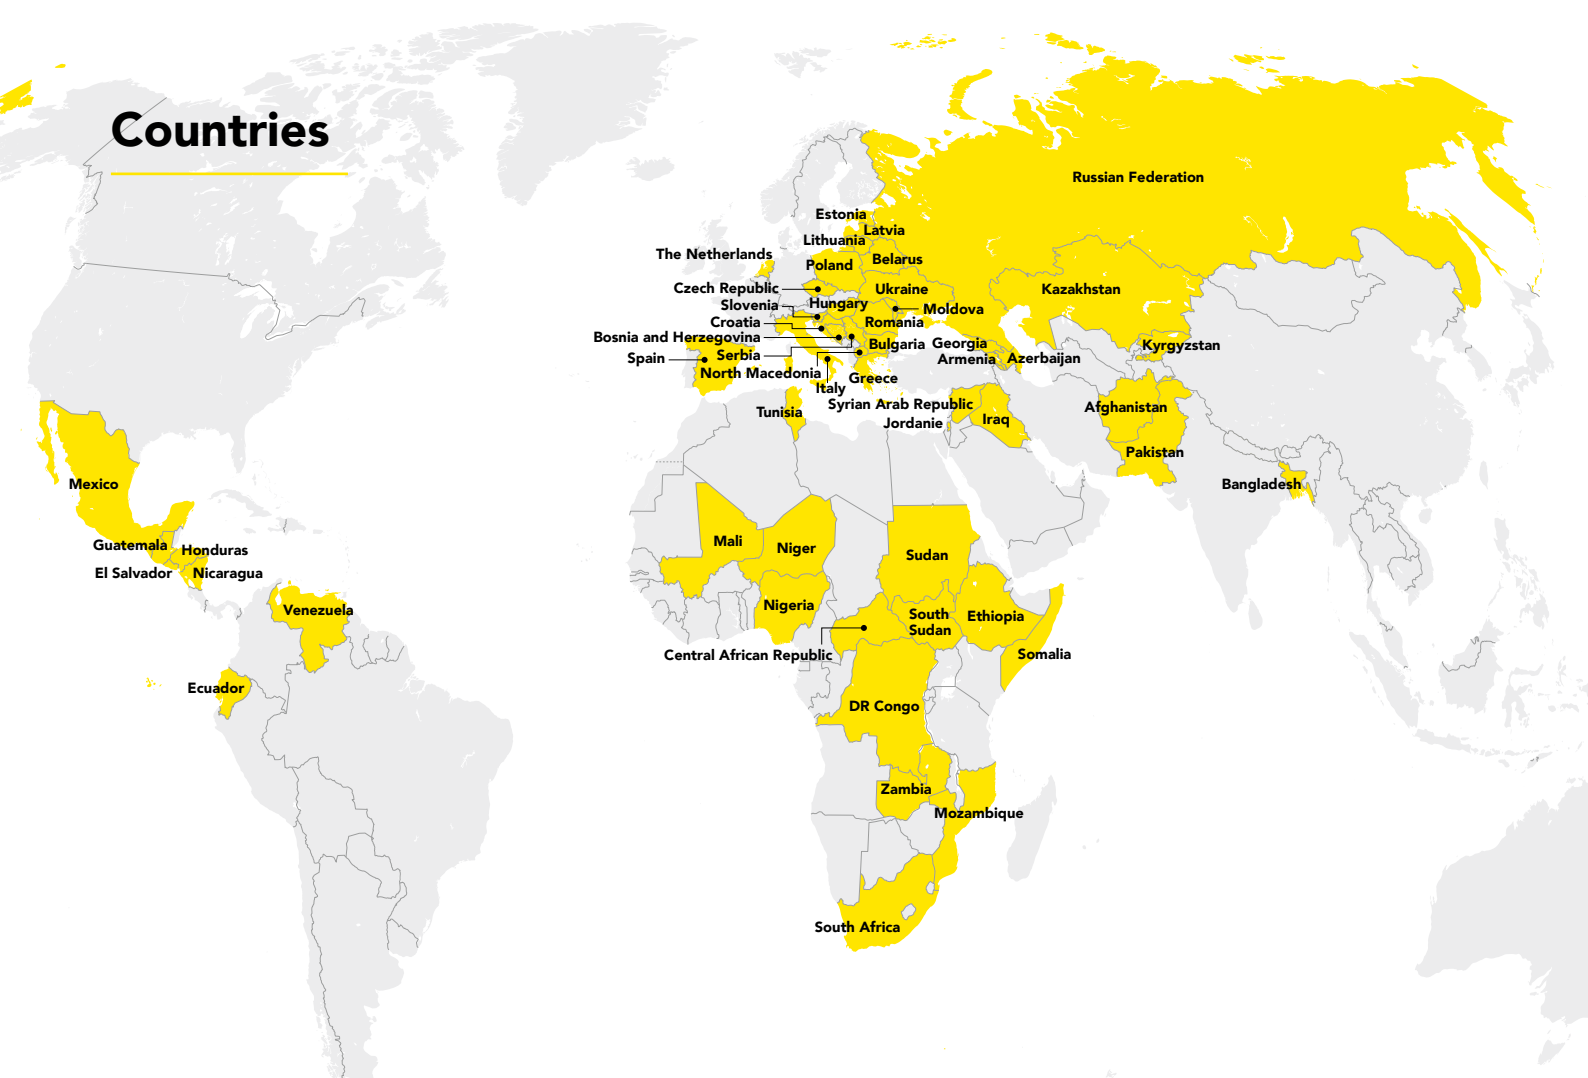 Countries
Russian Federation
Estonia
Latvia
Lithuania
The Netherlands
Belarus
Poland
Czech Republic
Ukraine
Kazakhstan
Slovenia
Hungary
Moldova
Croatia
Romania
Bosnia and Herzegovina
Bulgaria
Georgia
Kyrgyzstan
Serbia
Spain
Armenia
Azerbaijan
North Macedonia
Greece
Italy
Syrian Arab Republic
Afghanistan
Tunisia
Iraq
Jordanie
Pakistan
Mexico
Bangladesh
Mali
Guatemala
Niger
Honduras
Sudan
El Salvador
Nicaragua
Nigeria
Venezuela
South
Sudan
Ethiopia
Central African Republic
Somalia
Ecuador
DR Congo
Zambia
Mozambique
South Africa